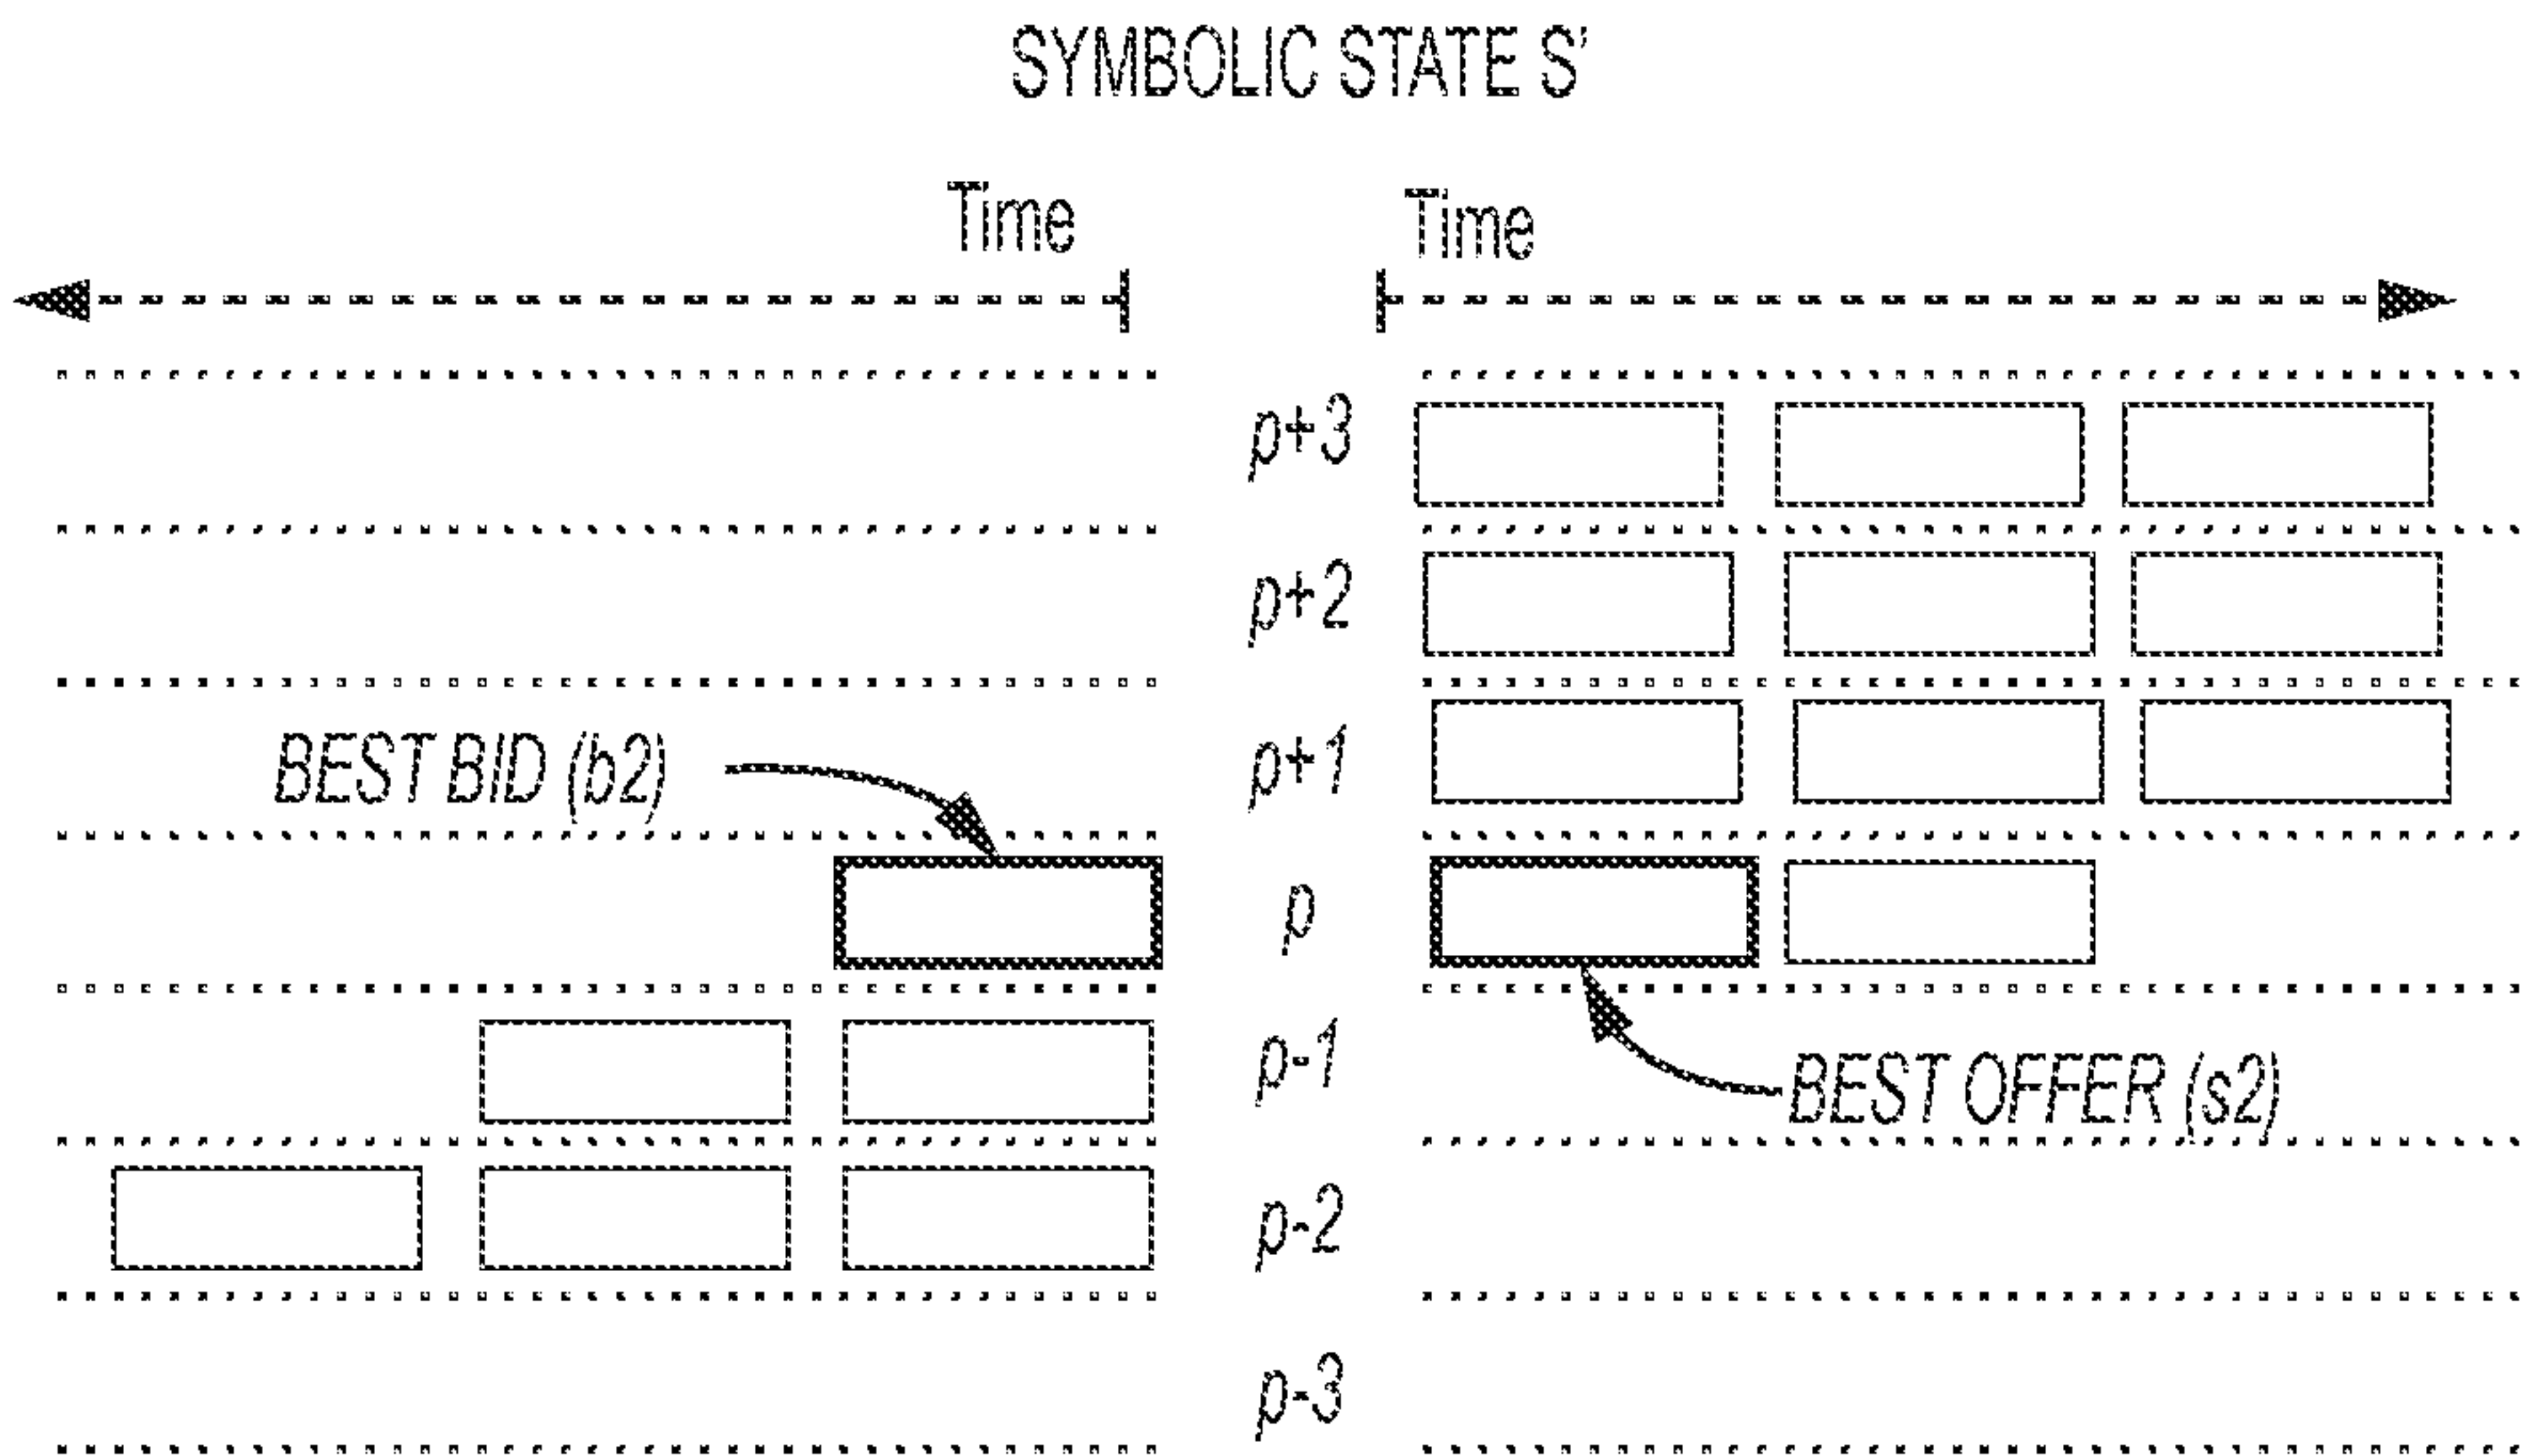 SYMBOLIC STATE S'
Time
Time
p+3
p+2
p+1
BEST BID (b2)
p
p-1
BEST OFFER (s2)
p-2
p-3